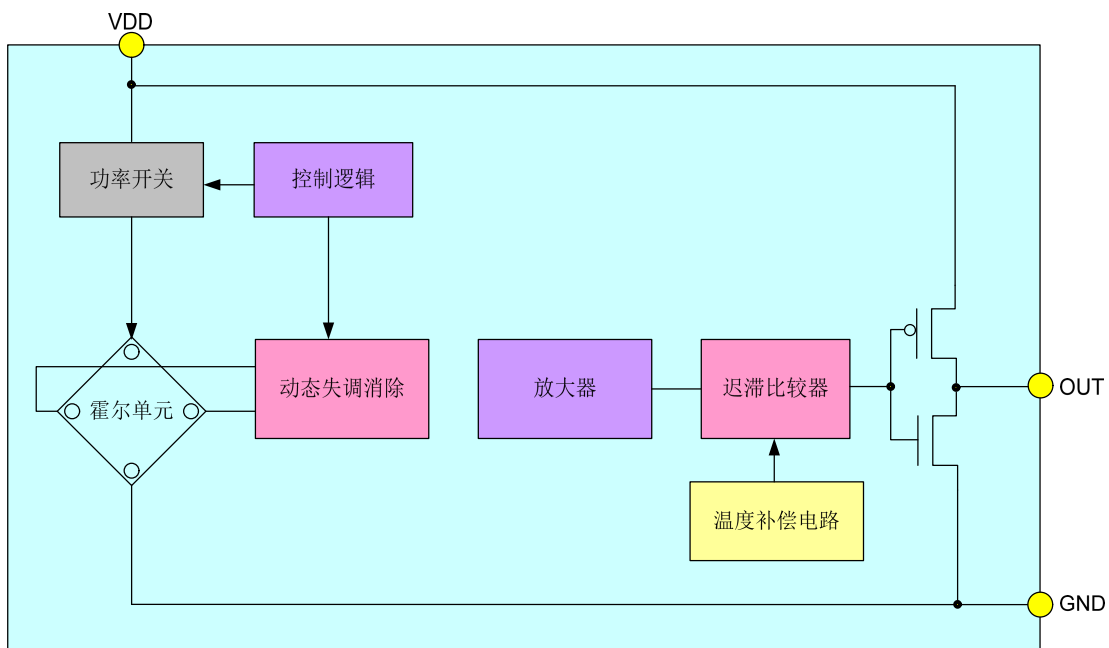 VDD
功率开关
控制逻辑
霍尔单元
动态失调消除
放大器
迟滞比较器
OUT
温度补偿电路
GND